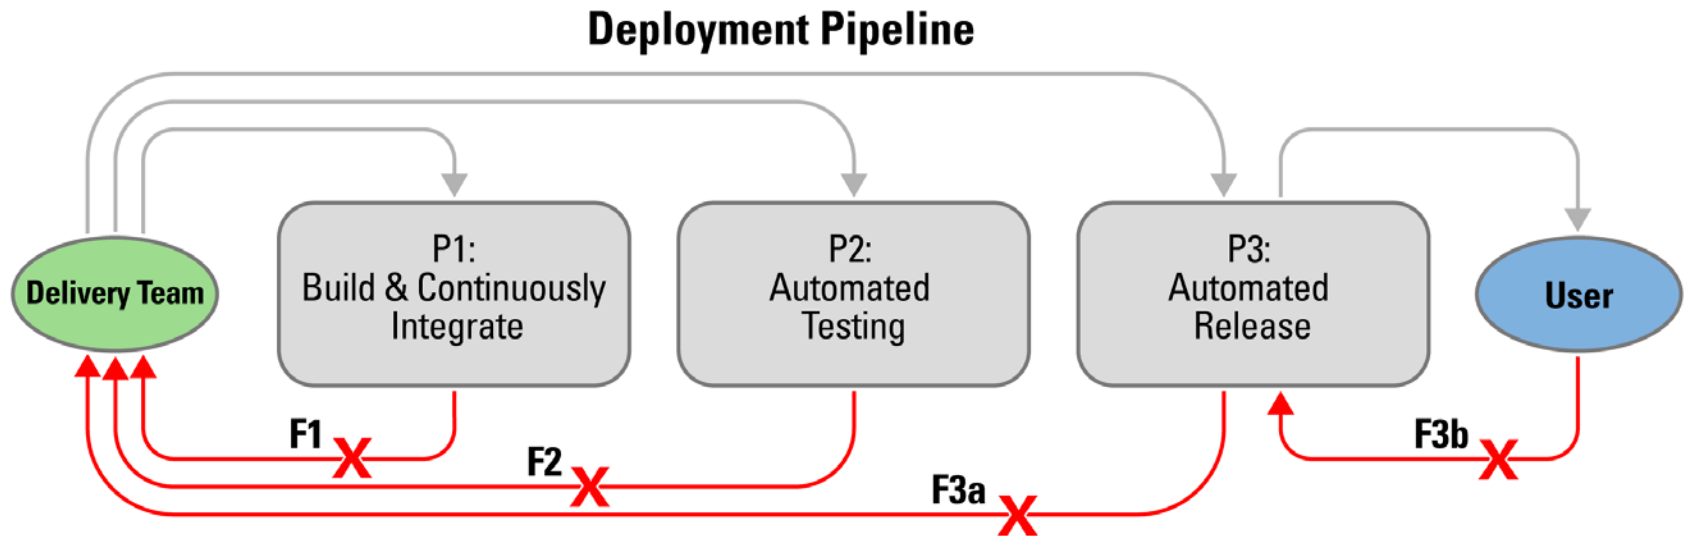 Deployment Pipeline
Delivery Team
P1:
Build & Continuously
Integrate
P2:
Automated
Testing
P3:
Automated
Release
User
F1
X
F2
X
F3a
X
F3b
X